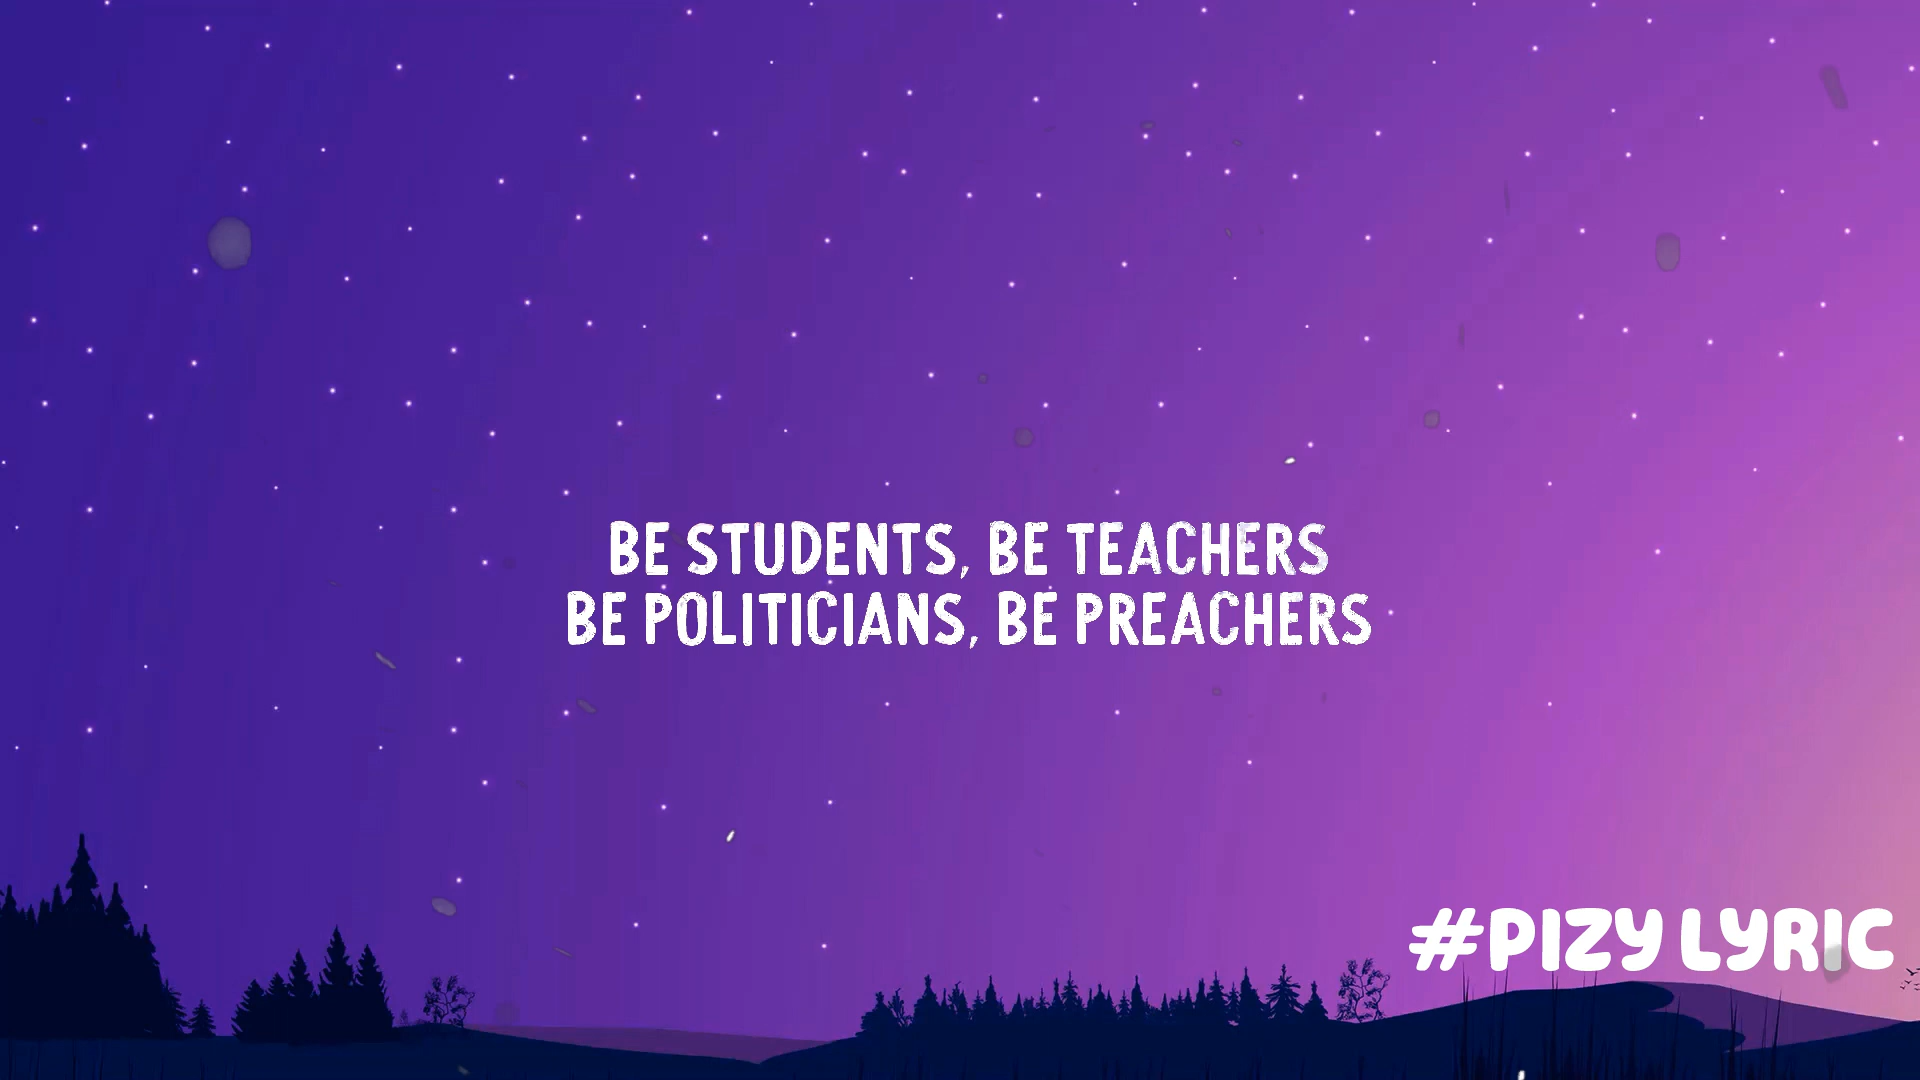 BE STUDENTS, BE TEACHERS
BE POLITICIANS, BE PREACHERS
#PIZY LYRIC